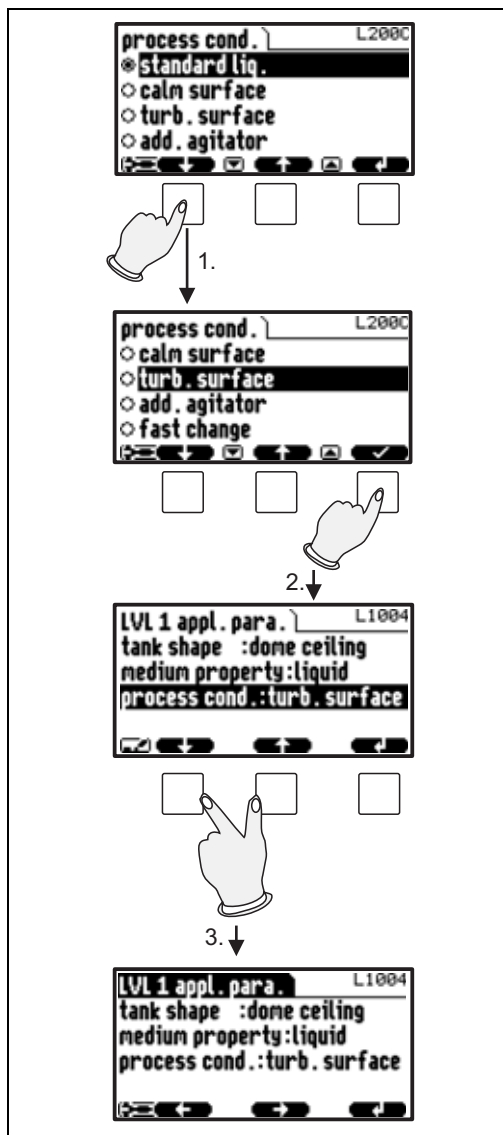 process cond. L200C
standard liq.
calm surface
turb. surface
add. agitator
1.
process cond. L200C
calm surface
turb. surface
add. agitator
fast change
2.
LVL 1 appl. para. L1004
tank shape :dome ceiling
medium property:liquid
process cond.:turb. surface
3.
LVL 1 appl. para. L1004
tank shape :dome ceiling
medium property:liquid
process cond.:turb. surface